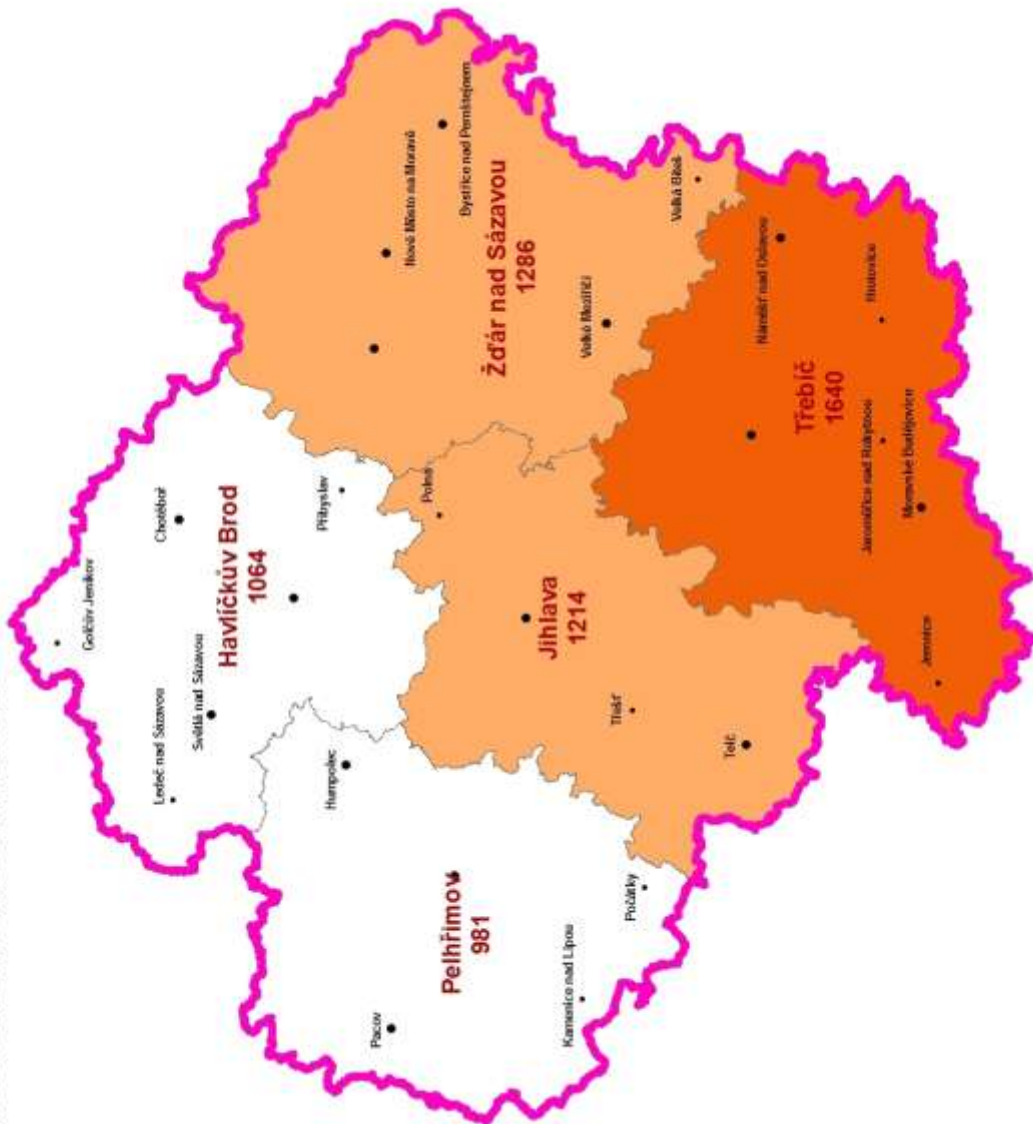 Golčův Jeníkov
Chotěboř
Ledeč nad Sázavou
Světlá nad Sázavou
Havlíčkův Brod
1064
Přibyslav
Humpolec
Pacov
Pelhřimov
981
Kamenice nad Lipou
Počátky
Polná
Jihlava
1214
Třešť
Telč
Nové Město na Moravě
Bystřice nad Pernštejnem
Žďár nad Sázavou
1286
Velké Meziříčí
Velká Bíteš
Náměšť nad Oslavou
Třebíč
1640
Hrotovice
Jaroměřice nad Rokytnou
Moravské Budějovice
Jemnice